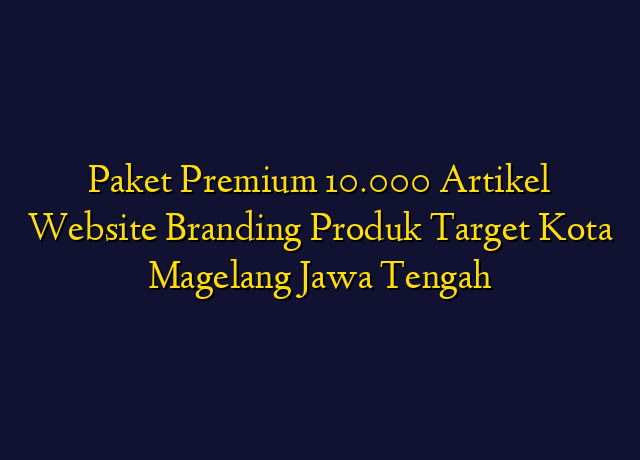 Paket Premium 10.000 Artikel
Website Branding Produk Target Kota
Magelang Jawa Tengah